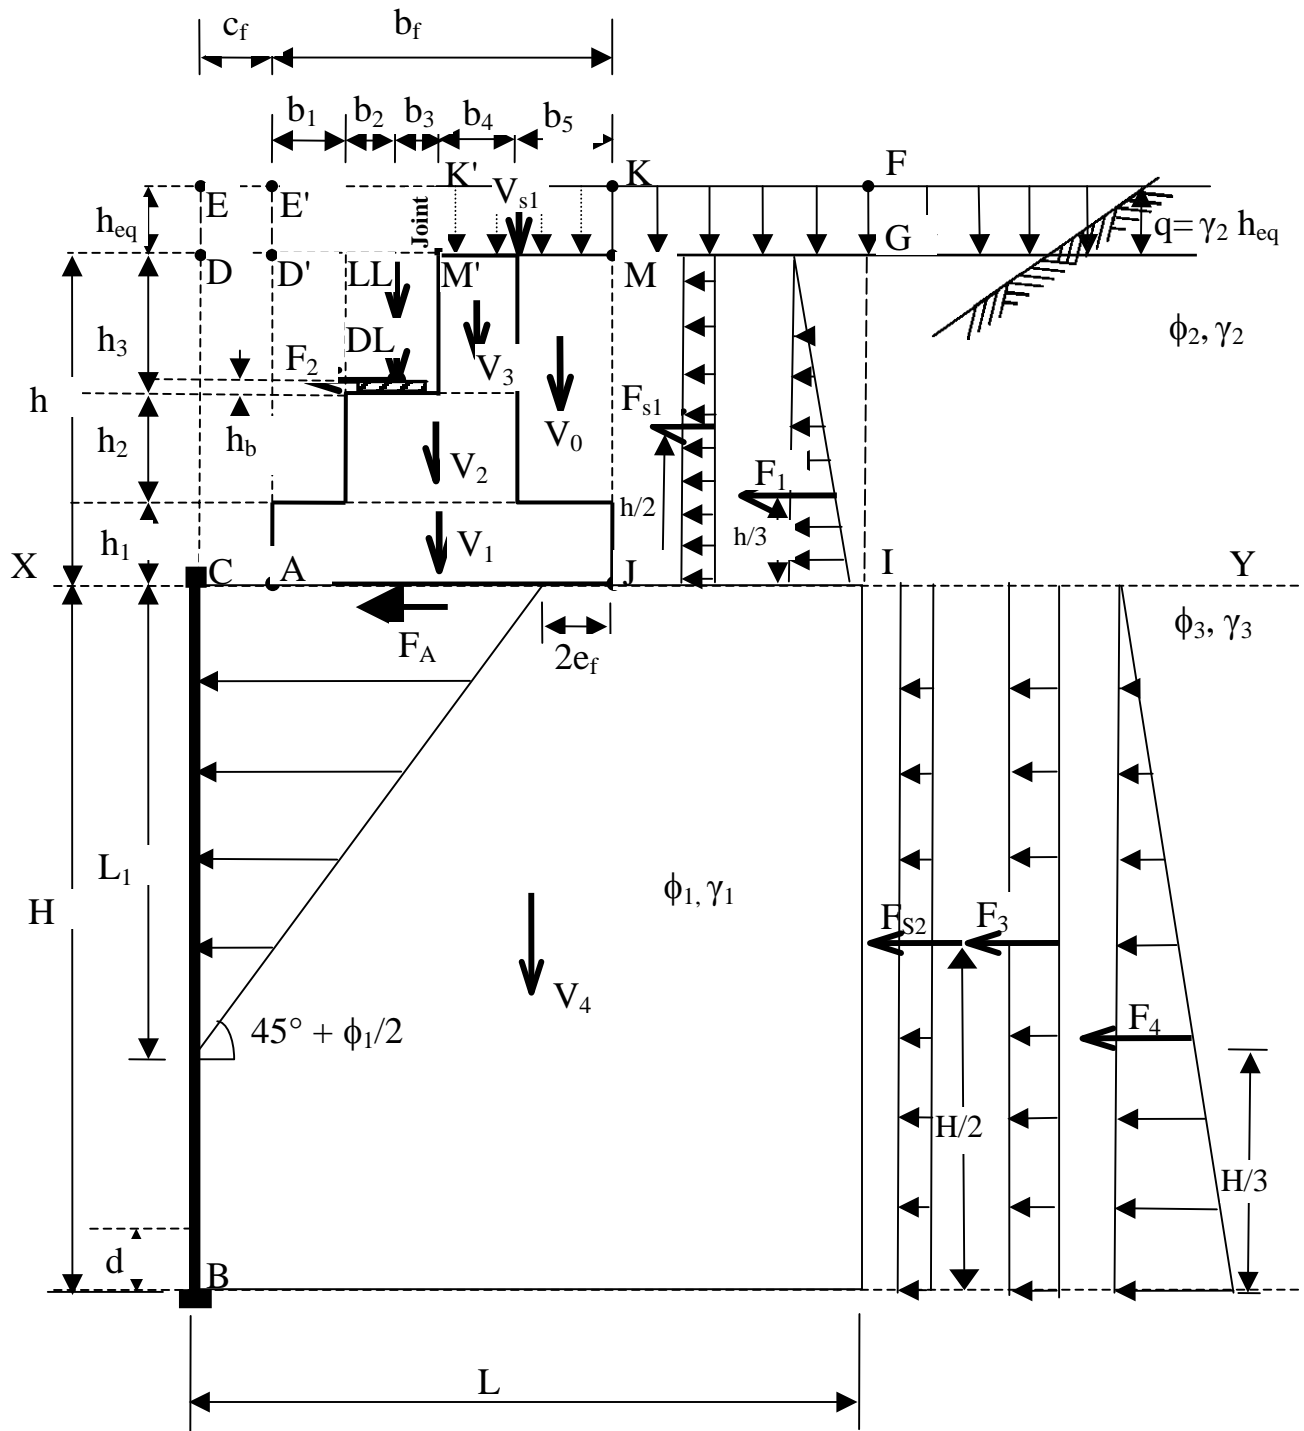 c_f b_f
b_1 b_2 b_3 b_4 b_5
K' K F
V_s1
E E'
h_eq
Joint
G q= γ_2 h_eq
D D' LL M' M
ϕ_2, γ_2
h_3
DL
F_2 V_3
h F_s1
h_2 h_b V_0
V_2 F_1
h/2
h/3
h_1 V_1
X C A J I Y
ϕ_3, γ_3
F_A
2e_f
L_1
ϕ_1, γ_1
H F_S2 F_3
V_4 F_4
45° + ϕ_1/2
H/2
H/3
d
B
L